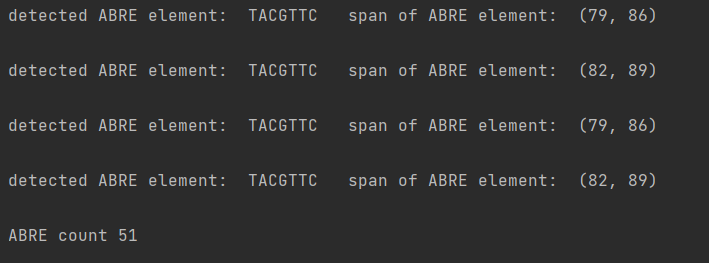 detected ABRE element:  TACGTTC   span of ABRE element:  (79, 86)
detected ABRE element:  TACGTTC   span of ABRE element:  (82, 89)
detected ABRE element:  TACGTTC   span of ABRE element:  (79, 86)
detected ABRE element:  TACGTTC   span of ABRE element:  (82, 89)
ABRE count 51